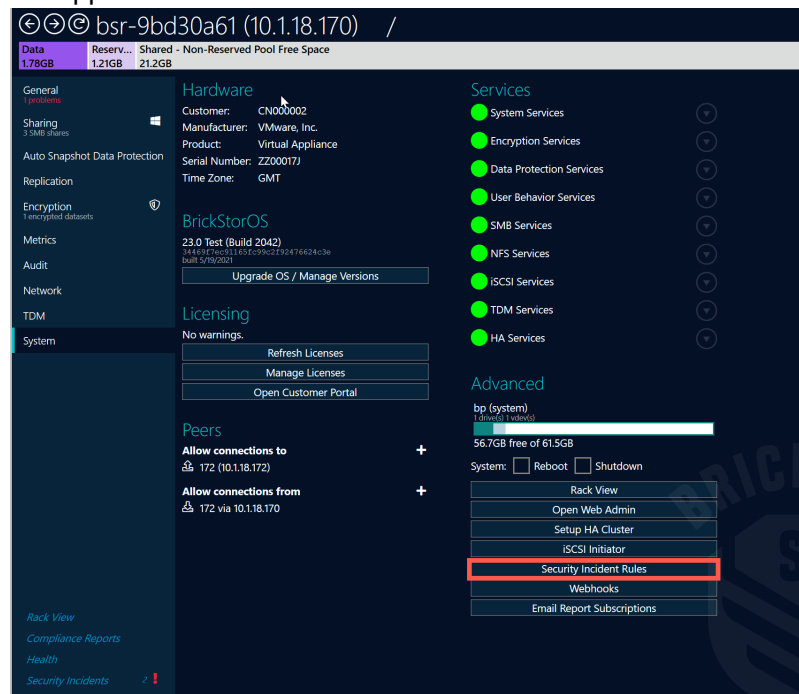 bsr-9bd30a61 (10.1.18.170) /
Data Reserv... Shared - Non-Reserved Pool Free Space
1.78GB 1.21GB 21.2GB
General
1 problems
Sharing
3 SMB shares
Auto Snapshot Data Protection
Replication
Encryption
1 encrypted datasets
Metrics
Audit
Network
TDM
System
Rack View
Compliance Reports
Health
Security Incidents 2
Hardware
Customer: CN000002
Manufacturer: VMware, Inc.
Product: Virtual Appliance
Serial Number: ZZ00017J
Time Zone: GMT
BrickStorOS
23.0 Test (Build 2042)
34469f7ec91165fc99c2f92476624c3e
built 5/19/2021
Upgrade OS / Manage Versions
Licensing
No warnings.
Refresh Licenses
Manage Licenses
Open Customer Portal
Peers
Allow connections to +
172 (10.1.18.172)
Allow connections from +
172 via 10.1.18.170
Services
System Services
Encryption Services
Data Protection Services
User Behavior Services
SMB Services
NFS Services
iSCSI Services
TDM Services
HA Services
Advanced
bp (system)
1 drive(s) 1 vdev(s)
56.7GB free of 61.5GB
System: Reboot Shutdown
Rack View
Open Web Admin
Setup HA Cluster
iSCSI Initiator
Security Incident Rules
Webhooks
Email Report Subscriptions